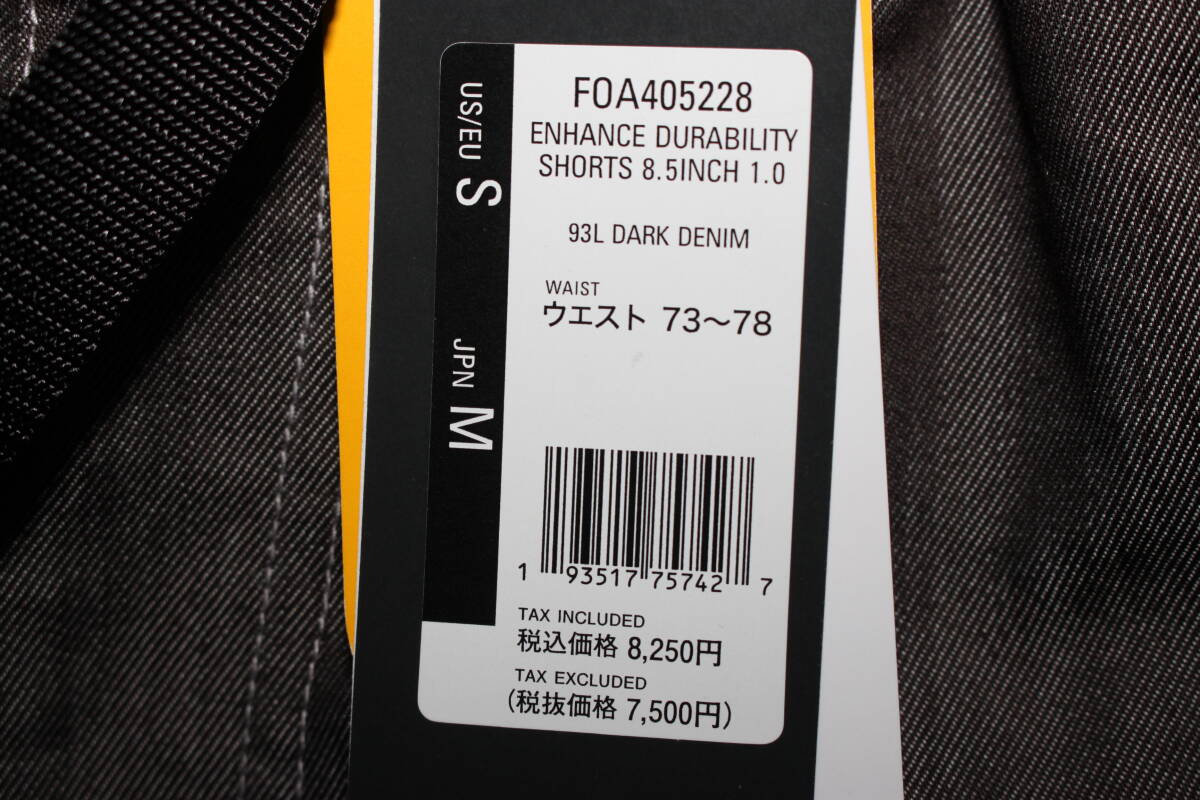 US/EU S
JPN M
FOA405228
ENHANCE DURABILITY
SHORTS 8.5INCH 1.0
93L DARK DENIM
WAIST
ウエスト 73〜78
1 93517 75742 7
TAX INCLUDED
税込価格 8,250円
TAX EXCLUDED
(税抜価格 7,500円)